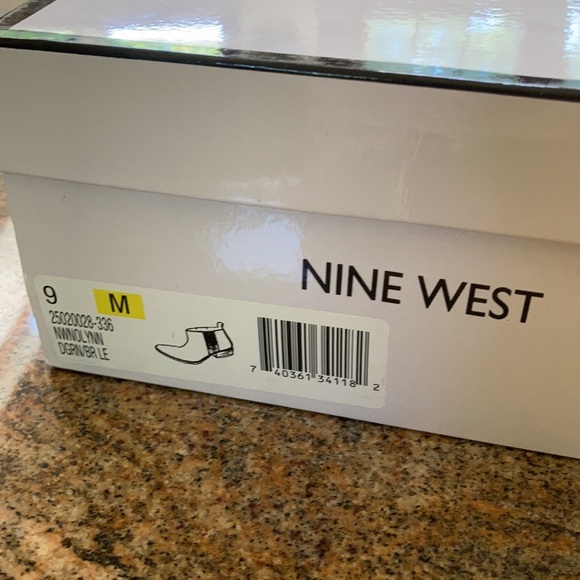 NINE WEST
9 M
25020028-336
NWNOLYNN
DGRN/BR LE
7 40361 34118 2